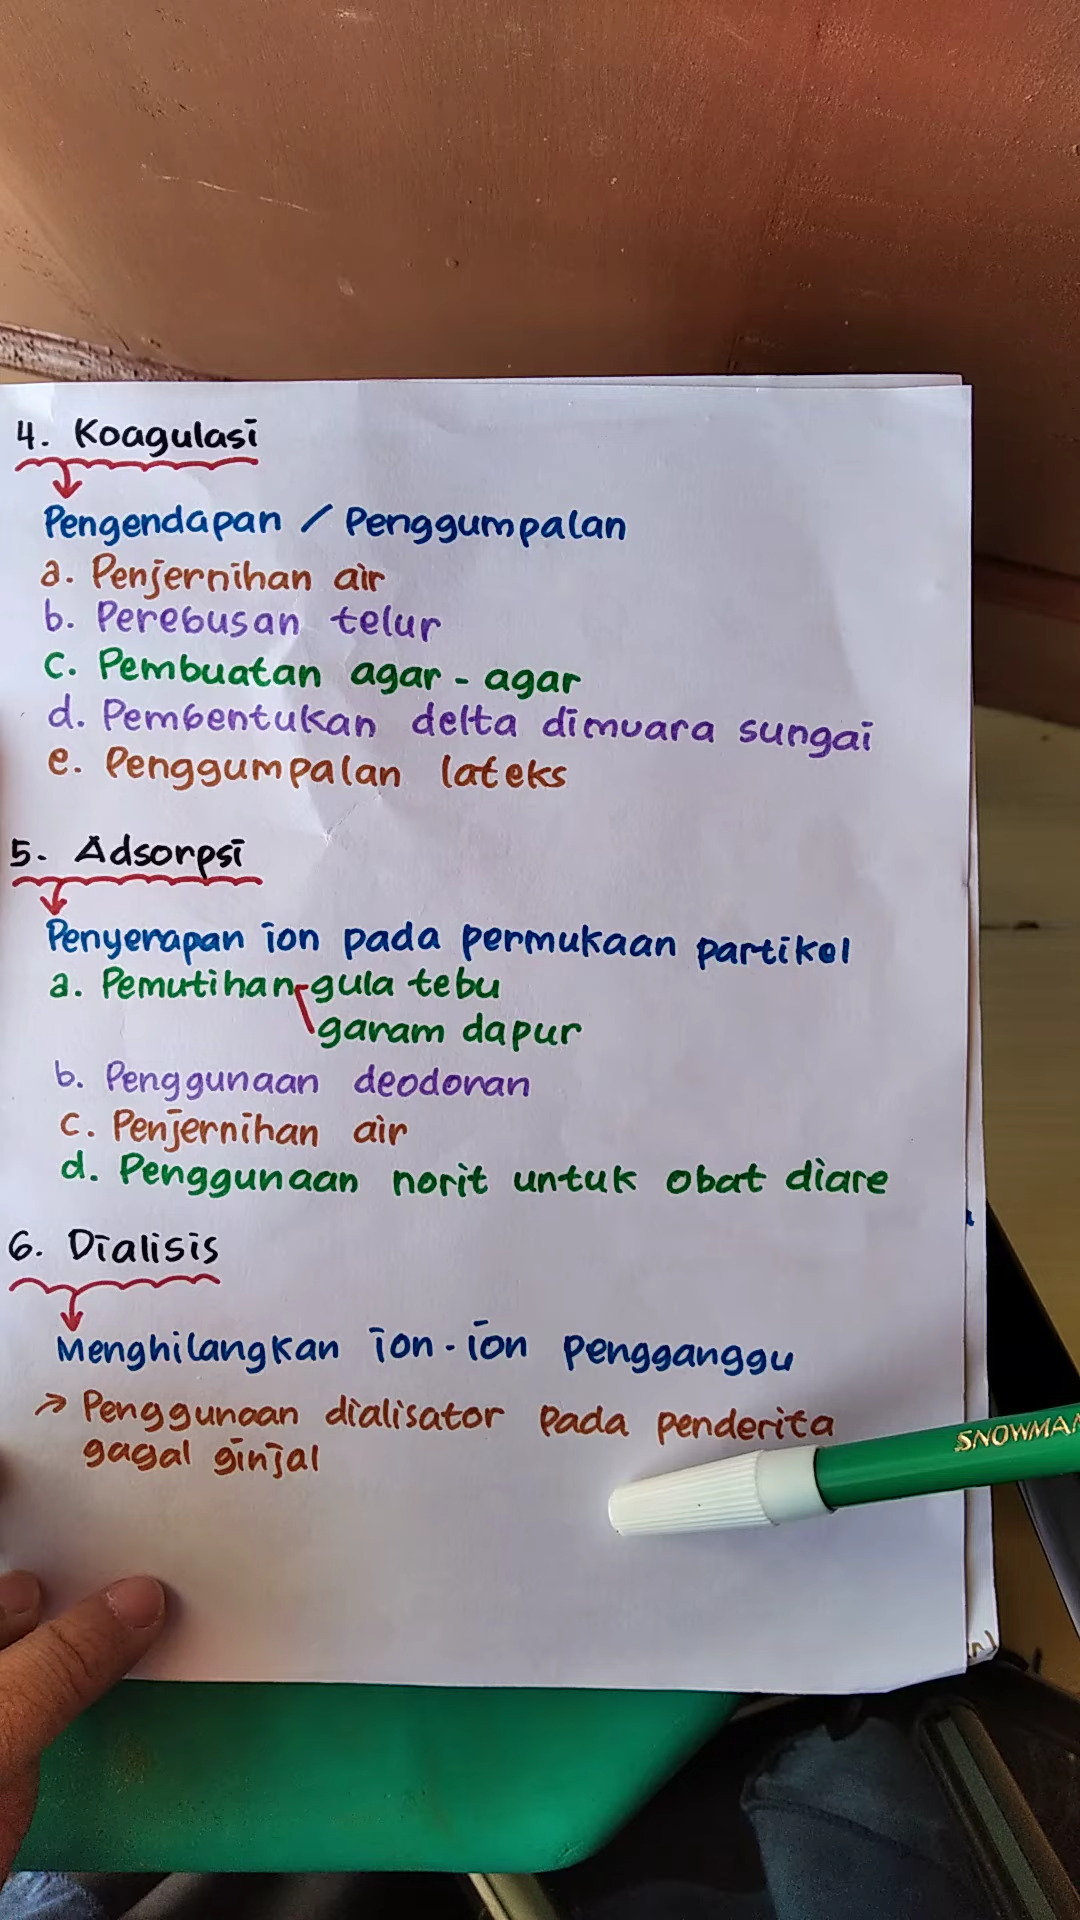 4. Koagulasi
Pengendapan / Penggumpalan
a. Penjernihan air
b. Perebusan telur
c. Pembuatan agar - agar
d. Pembentukan delta dimuara sungai
e. Penggumpalan lateks
5. Adsorpsi
Penyerapan ion pada permukaan partikel
a. Pemutihan gula tebu
garam dapur
b. Penggunaan deodoran
c. Penjernihan air
d. Penggunaan norit untuk obat diare
6. Dialisis
Menghilangkan ion - ion pengganggu
→ Penggunaan dialisator pada penderita
gagal ginjal
SNOWMAN